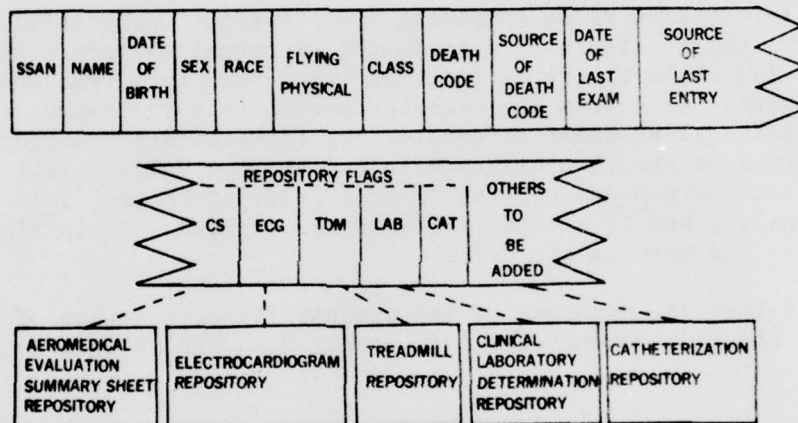 SSAN
NAME
DATE
OF
BIRTH
SEX
RACE
FLYING
PHYSICAL
CLASS
DEATH
CODE
SOURCE
OF
DEATH
CODE
DATE
OF
LAST
EXAM
SOURCE
OF
LAST
ENTRY
REPOSITORY FLAGS
CS
ECG
TDM
LAB
CAT
OTHERS
TO
BE
ADDED
AEROMEDICAL
EVALUATION
SUMMARY SHEET
REPOSITORY
ELECTROCARDIOGRAM
REPOSITORY
TREADMILL
REPOSITORY
CLINICAL
LABORATORY
DETERMINATION
REPOSITORY
CATHETERIZATION
REPOSITORY